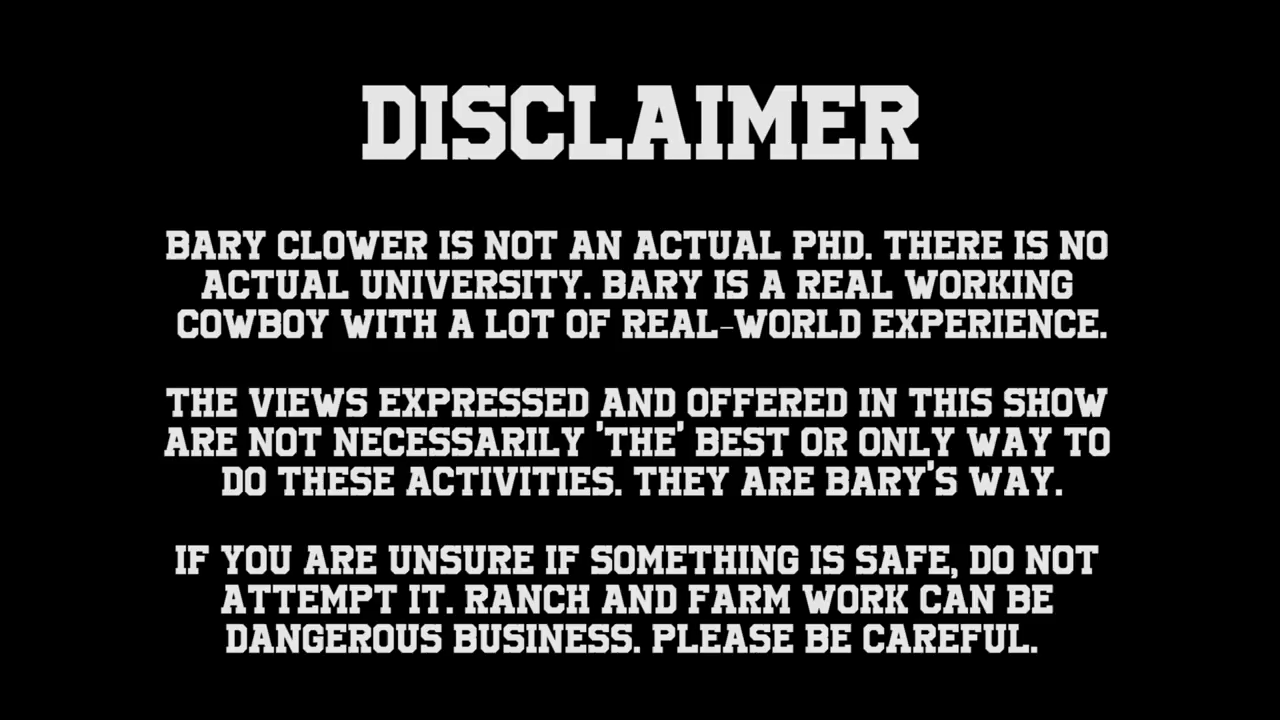 DISCLAIMER
BARY CLOWER IS NOT AN ACTUAL PHD. THERE IS NO
ACTUAL UNIVERSITY. BARY IS A REAL WORKING
COWBOY WITH A LOT OF REAL-WORLD EXPERIENCE.
THE VIEWS EXPRESSED AND OFFERED IN THIS SHOW
ARE NOT NECESSARILY 'THE' BEST OR ONLY WAY TO
DO THESE ACTIVITIES. THEY ARE BARY'S WAY.
IF YOU ARE UNSURE IF SOMETHING IS SAFE, DO NOT
ATTEMPT IT. RANCH AND FARM WORK CAN BE
DANGEROUS BUSINESS. PLEASE BE CAREFUL.